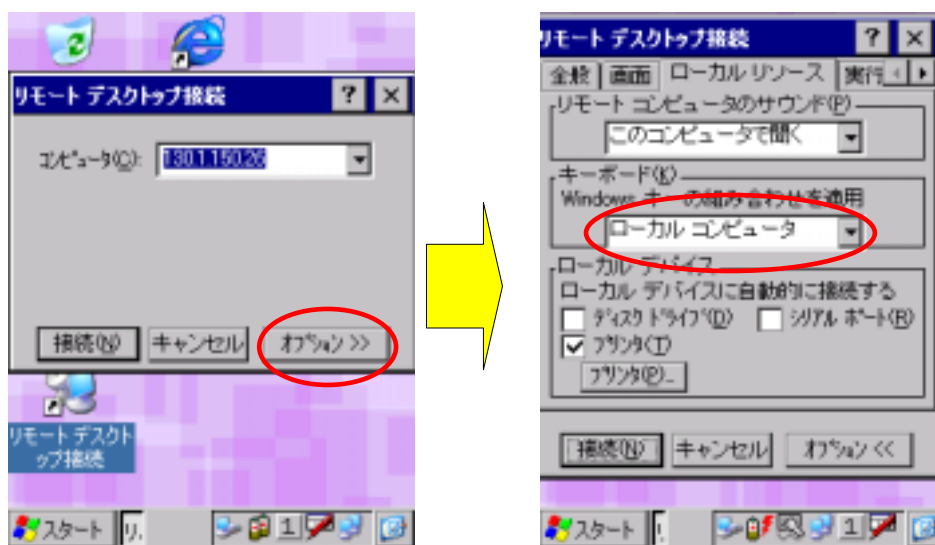 リモート デスクトップ接続 ? ×
コンピュータ(C): 130.1.150.26
接続(N) キャンセル オプション >>
リモート デスクト
ップ接続
スタート リ. 1
リモート デスクトップ接続 ? ×
全般 画面 ローカル リソース 実行
リモート コンピュータのサウンド(P)
このコンピュータで聞く
キーボード(K)
Windows キーの組み合わせを適用
ローカル コンピュータ
ローカル デバイス
ローカル デバイスに自動的に接続する
ディスク ドライブ(D) シリアル ポート(R)
プリンタ(T)
プリンタ(P)...
接続(N) キャンセル オプション <<
スタート 1